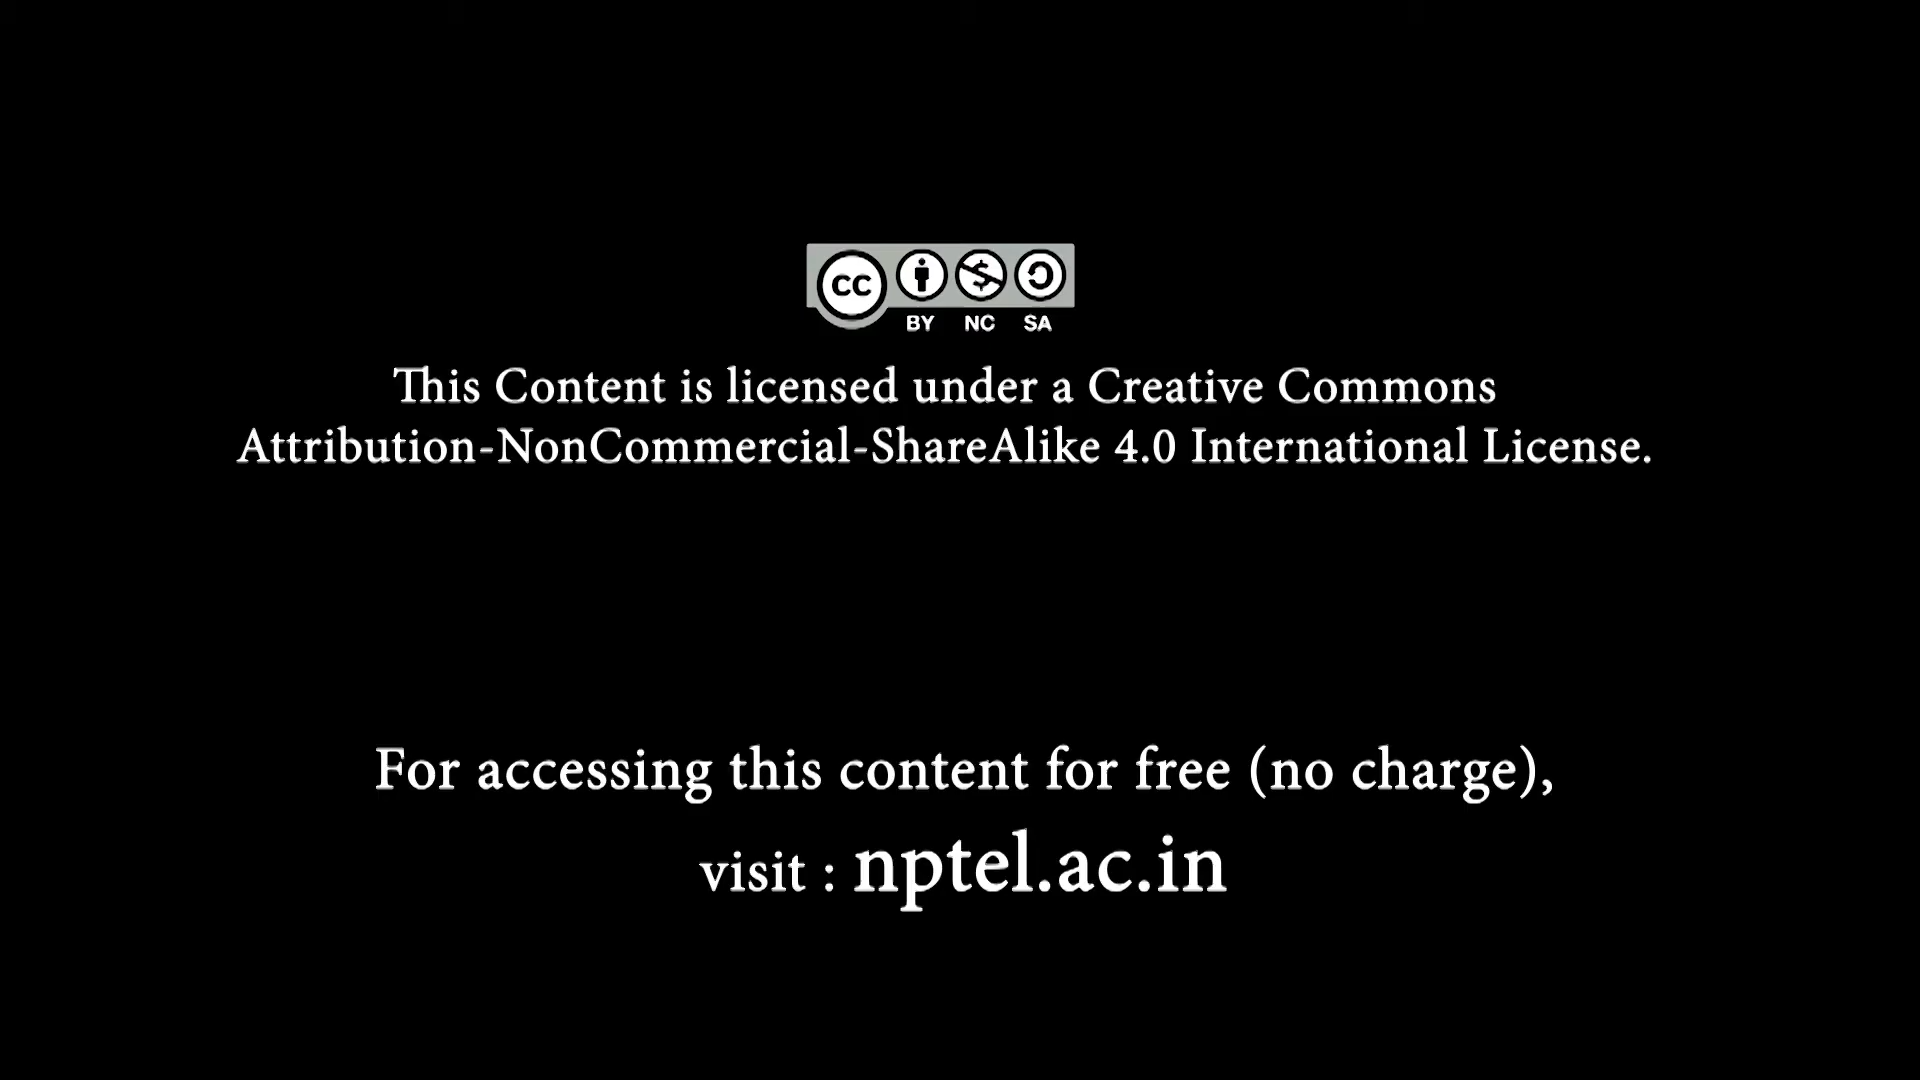 cc
BY NC SA
This Content is licensed under a Creative Commons
Attribution-NonCommercial-ShareAlike 4.0 International License.
For accessing this content for free (no charge),
visit : nptel.ac.in